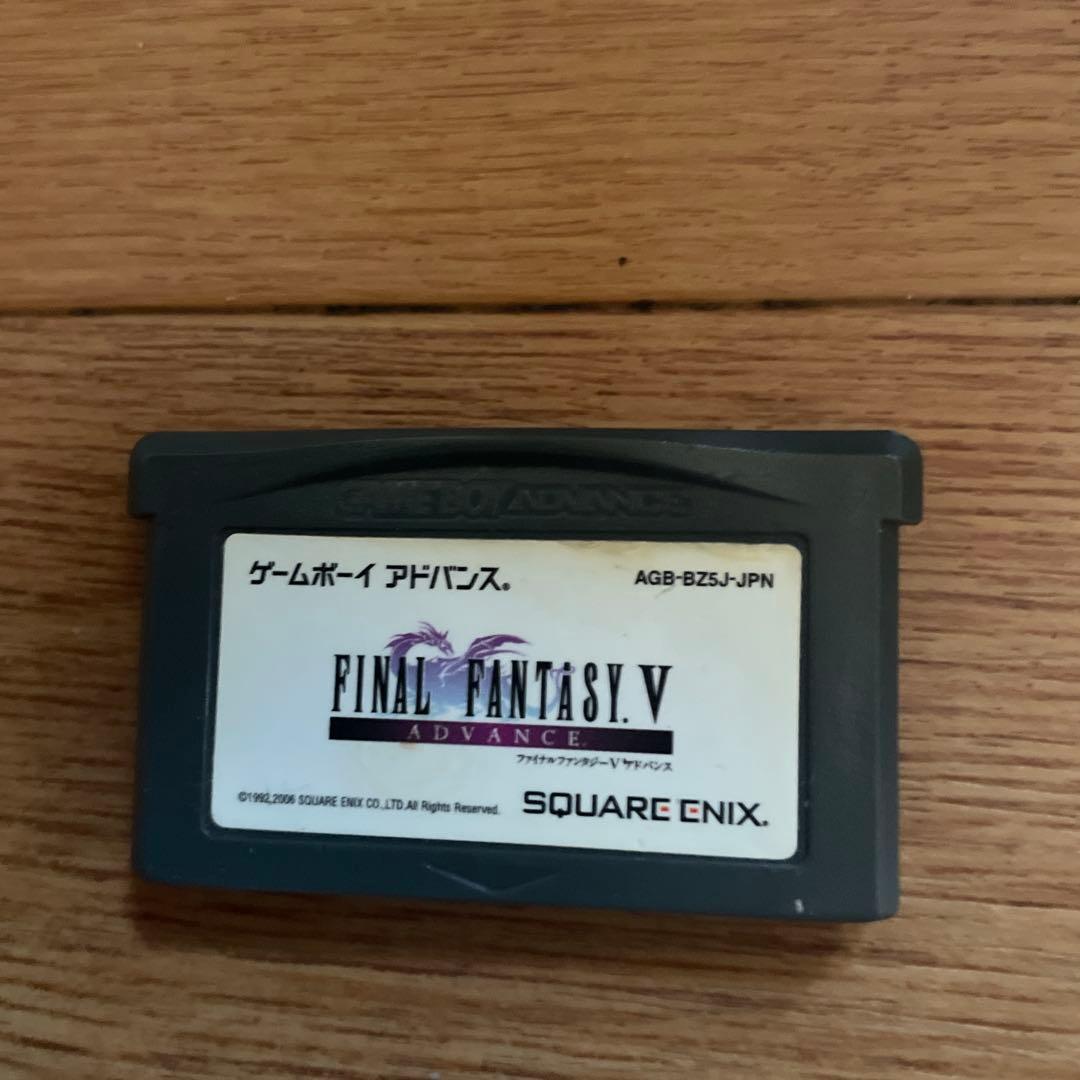 GAME BOY ADVANCE
ゲームボーイ アドバンス®
AGB-BZ5J-JPN
FINAL FANTASY. V
ADVANCE.
ファイナルファンタジーV アドバンス
©1992,2006 SQUARE ENIX CO.,LTD.All Rights Reserved.
SQUARE ENIX.